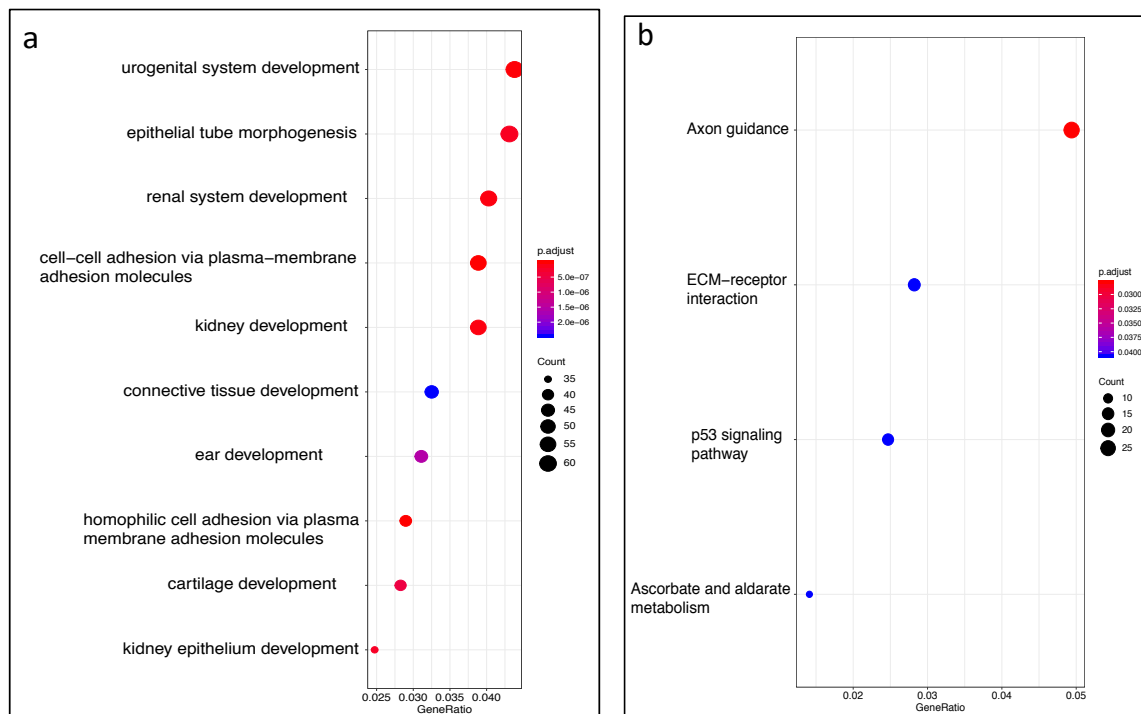 a
urogenital system development
epithelial tube morphogenesis
renal system development
cell−cell adhesion via plasma−membrane
adhesion molecules
kidney development
connective tissue development
ear development
homophilic cell adhesion via plasma
membrane adhesion molecules
cartilage development
kidney epithelium development
0.025 0.030 0.035 0.040
GeneRatio
p.adjust
5.0e−07
1.0e−06
1.5e−06
2.0e−06
Count
35
40
45
50
55
60
b
Axon guidance
ECM−receptor
interaction
p53 signaling
pathway
Ascorbate and aldarate
metabolism
0.02 0.03 0.04 0.05
GeneRatio
p.adjust
0.0300
0.0325
0.0350
0.0375
0.0400
Count
10
15
20
25